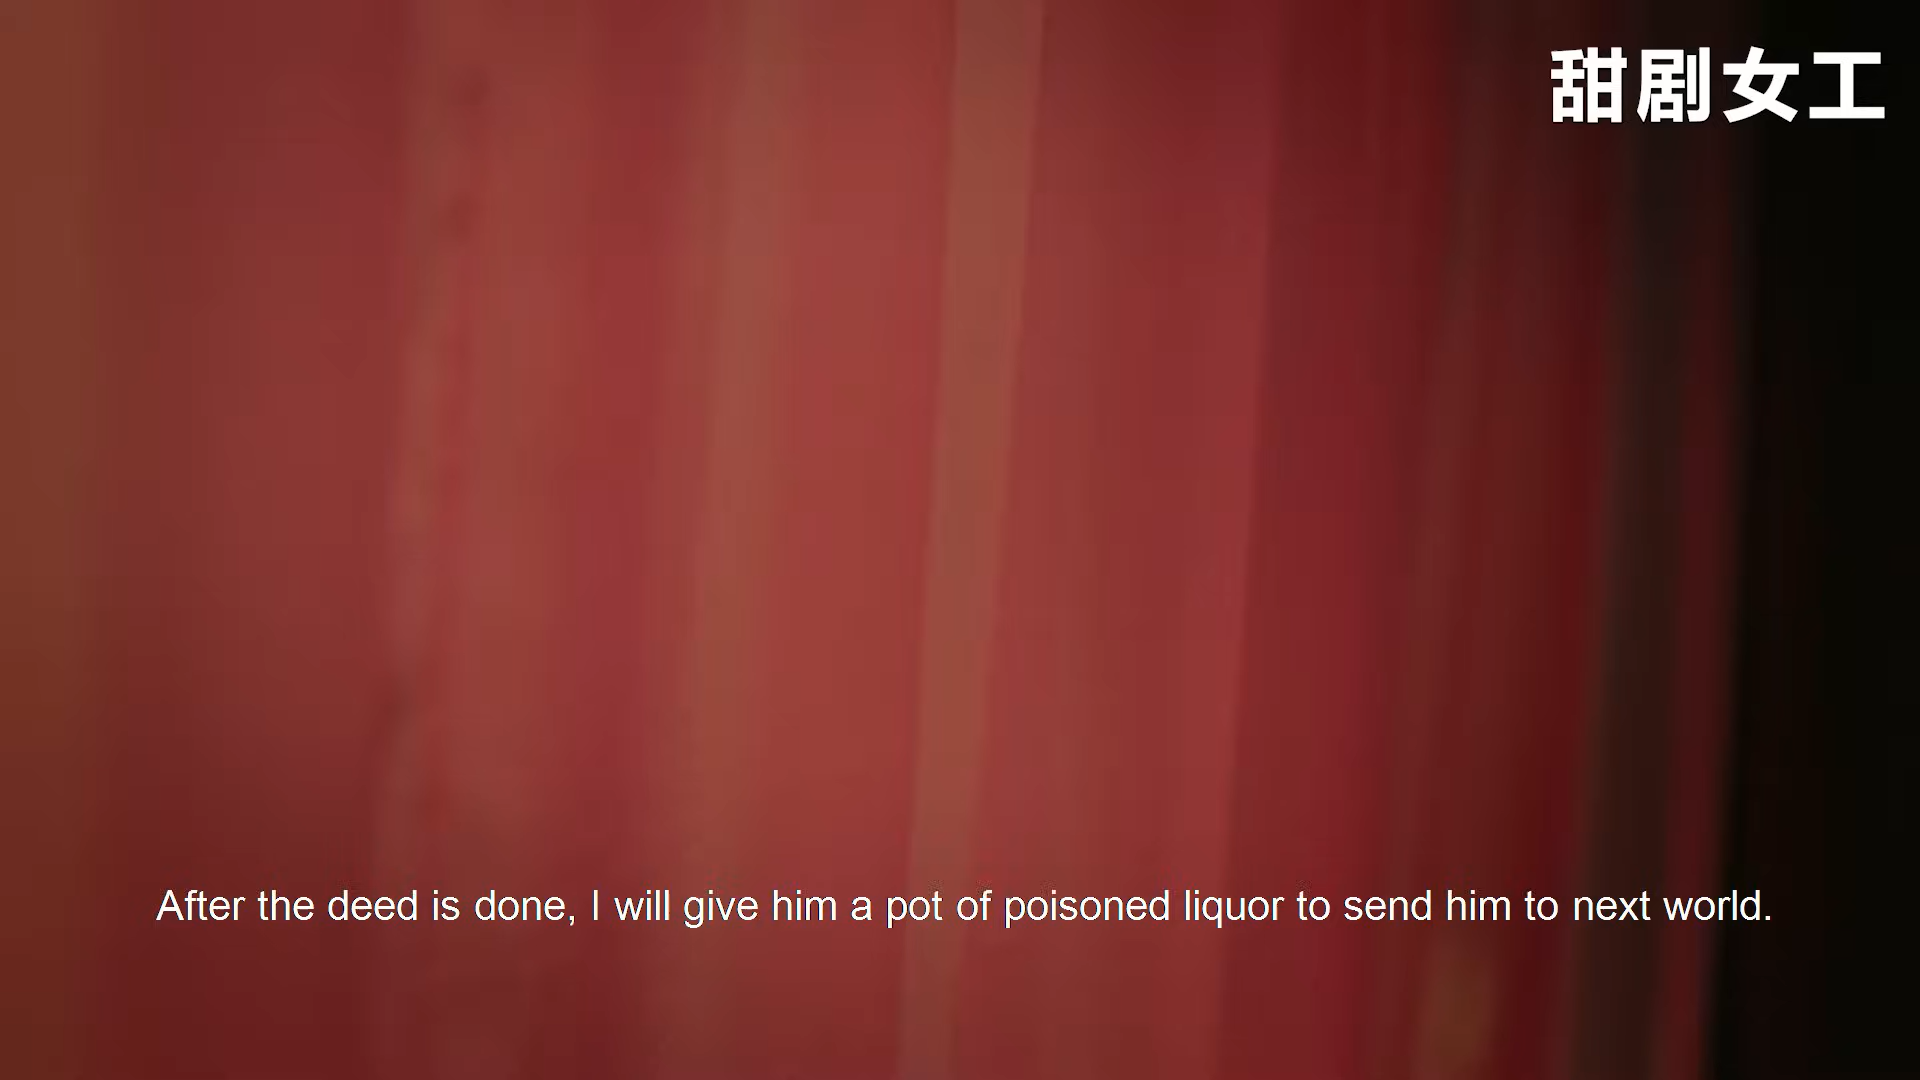 甜剧女工
After the deed is done, I will give him a pot of poisoned liquor to send him to next world.